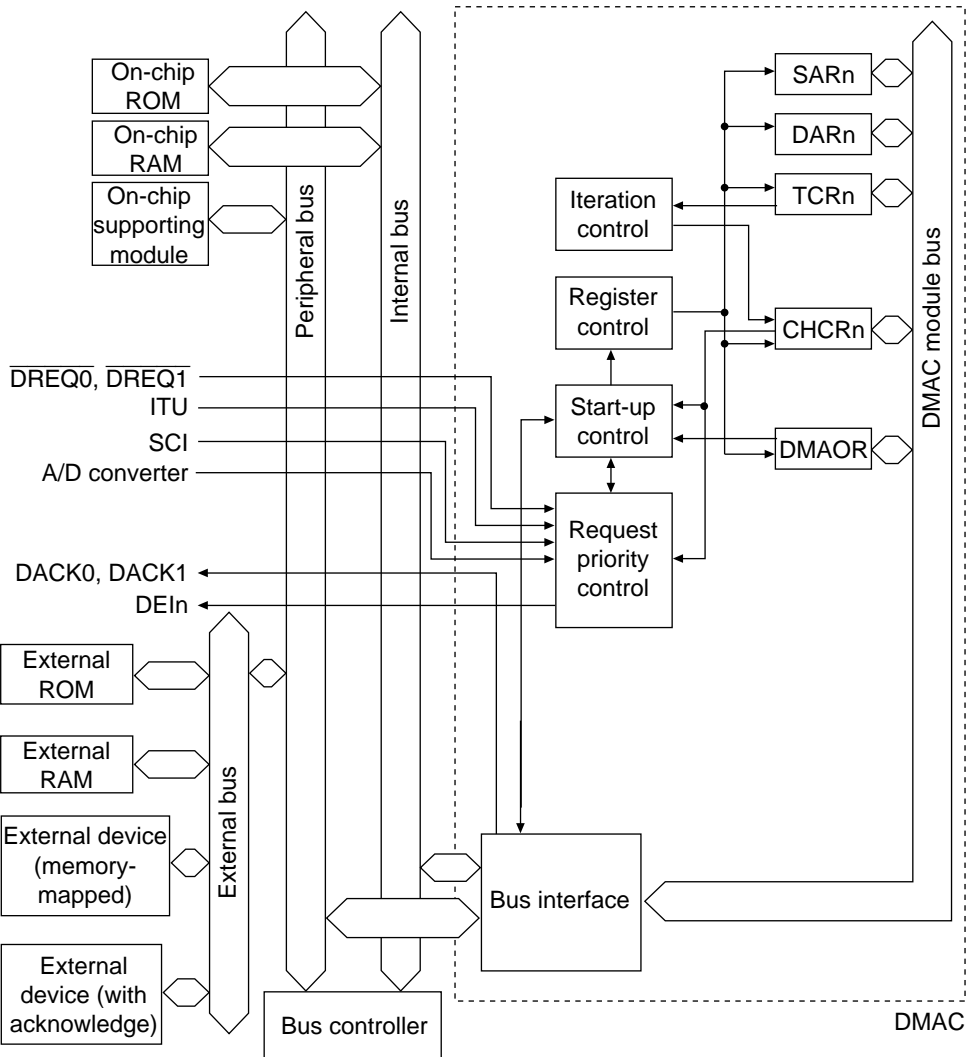 On-chip
ROM
On-chip
RAM
On-chip
supporting
module
Peripheral bus
Internal bus
SARn
DARn
TCRn
Iteration
control
Register
control
CHCRn
DMAC module bus
D̅R̅E̅Q̅0̅, D̅R̅E̅Q̅1̅
ITU
SCI
A/D converter
Start-up
control
DMAOR
Request
priority
control
DACK0, DACK1
DEIn
External
ROM
External
RAM
External bus
External device
(memory-
mapped)
External
device (with
acknowledge)
Bus interface
Bus controller
DMAC